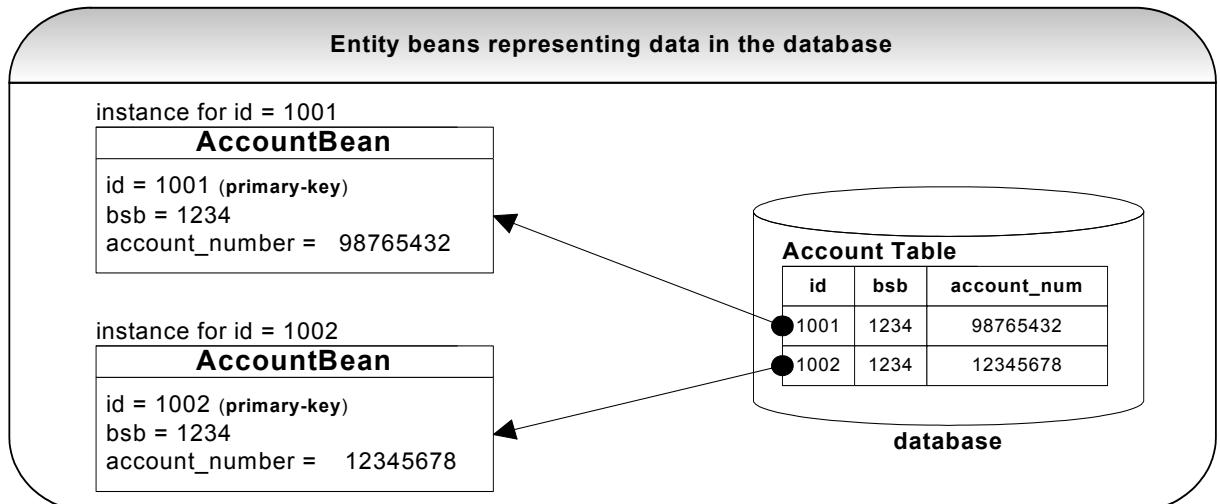 Entity beans representing data in the database
instance for id = 1001
AccountBean
id = 1001 (primary-key)
bsb = 1234
account_number = 98765432
instance for id = 1002
AccountBean
id = 1002 (primary-key)
bsb = 1234
account_number = 12345678
Account Table
id bsb account_num
1001 1234 98765432
1002 1234 12345678
database